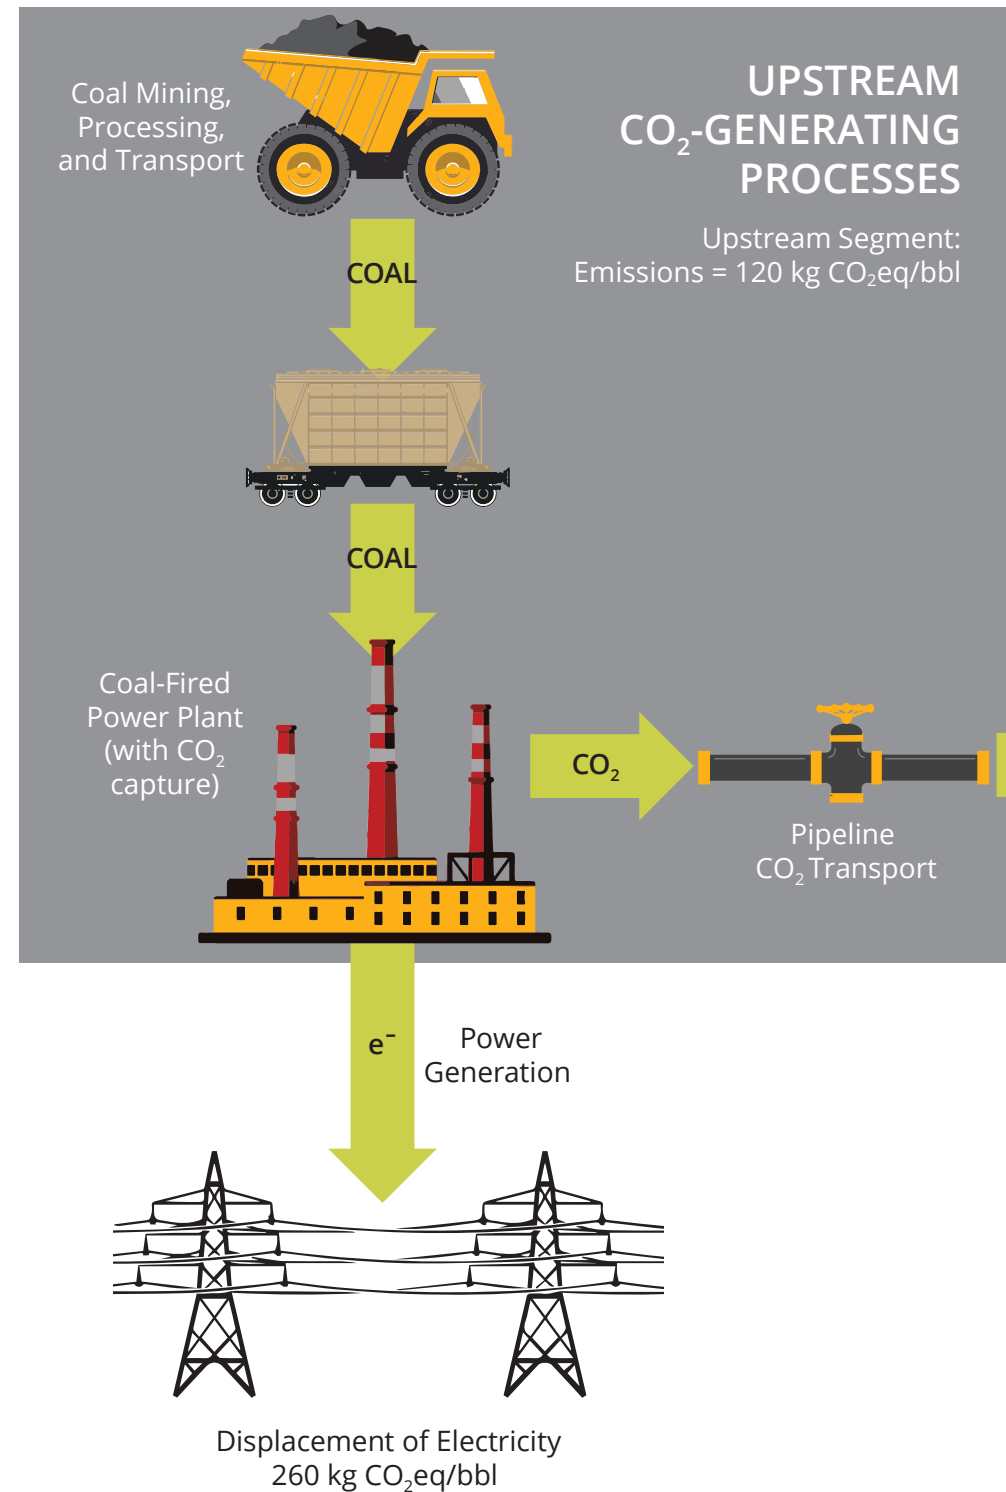 Coal Mining,
Processing,
and Transport
UPSTREAM
CO₂-GENERATING
PROCESSES
Upstream Segment:
Emissions = 120 kg CO₂eq/bbl
COAL
COAL
Coal-Fired
Power Plant
(with CO₂
capture)
CO₂
Pipeline
CO₂ Transport
e⁻
Power
Generation
Displacement of Electricity
260 kg CO₂eq/bbl